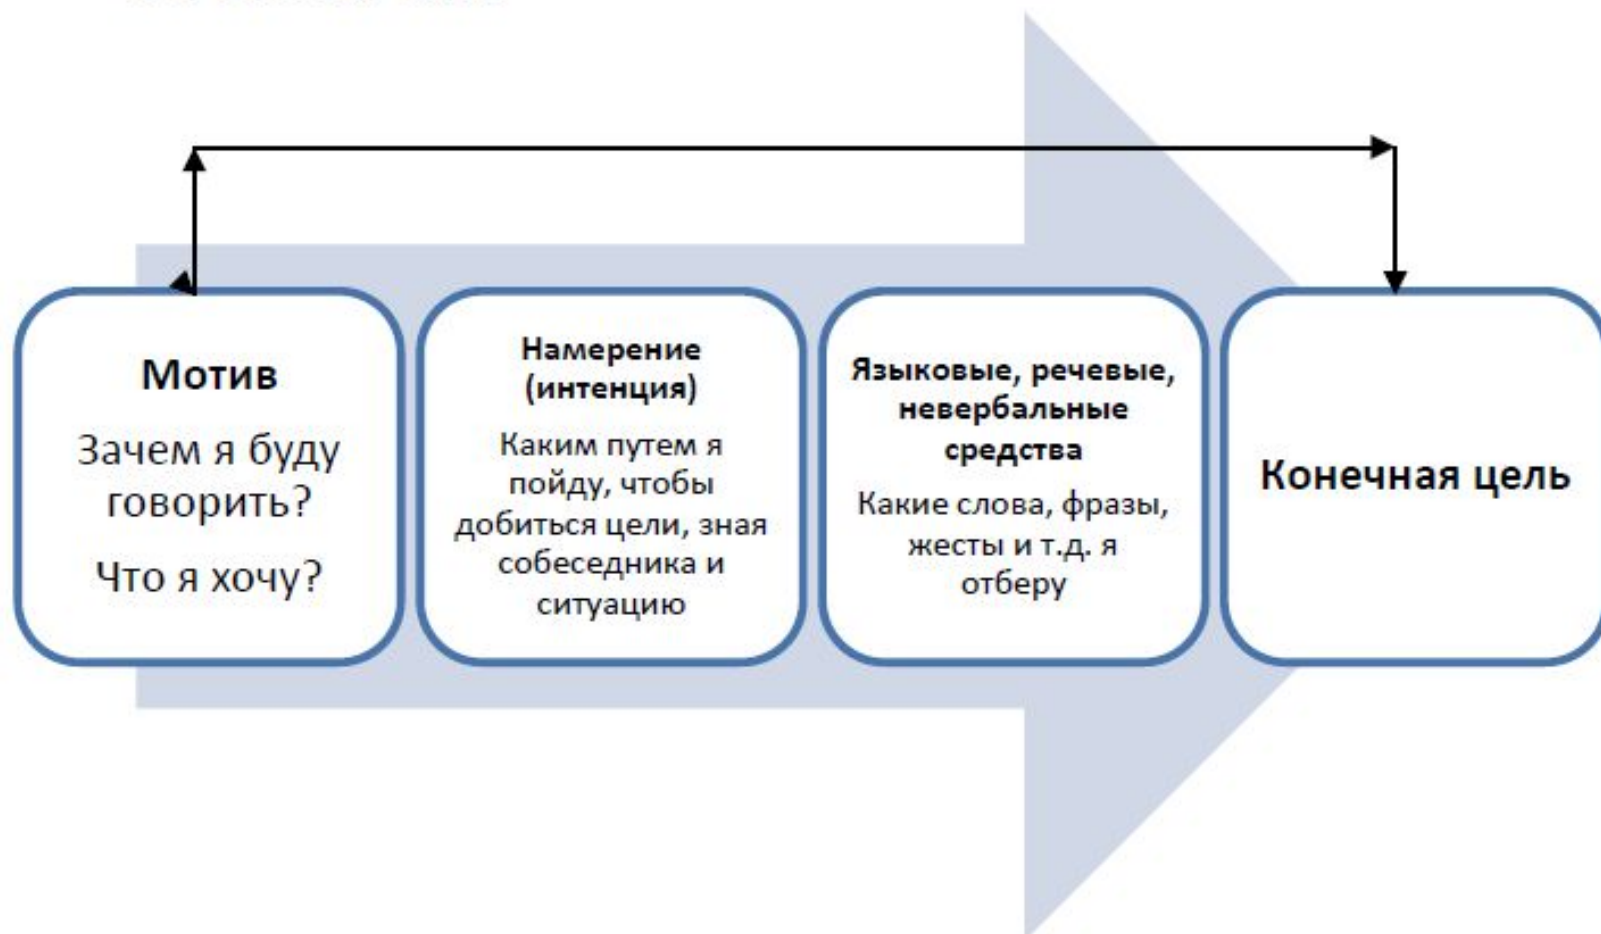 Мотив
Зачем я буду
говорить?
Что я хочу?
Намерение
(интенция)
Каким путем я
пойду, чтобы
добиться цели, зная
собеседника и
ситуацию
Языковые, речевые,
невербальные
средства
Какие слова, фразы,
жесты и т.д. я
отберу
Конечная цель